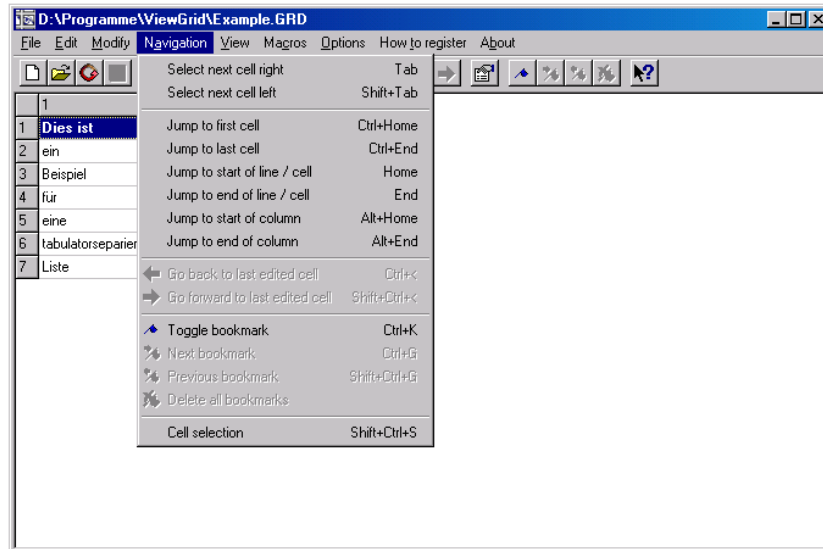 D:\Programme\ViewGrid\Example.GRD
File Edit Modify Navigation View Macros Options How to register About
Select next cell right Tab
Select next cell left Shift+Tab
Jump to first cell Ctrl+Home
Jump to last cell Ctrl+End
Jump to start of line / cell Home
Jump to end of line / cell End
Jump to start of column Alt+Home
Jump to end of column Alt+End
Go back to last edited cell Ctrl+<
Go forward to last edited cell Shift+Ctrl+<
Toggle bookmark Ctrl+K
Next bookmark Ctrl+G
Previous bookmark Shift+Ctrl+G
Delete all bookmarks
Cell selection Shift+Ctrl+S
1
1 Dies ist
2 ein
3 Beispiel
4 für
5 eine
6 tabulatorseparier
7 Liste